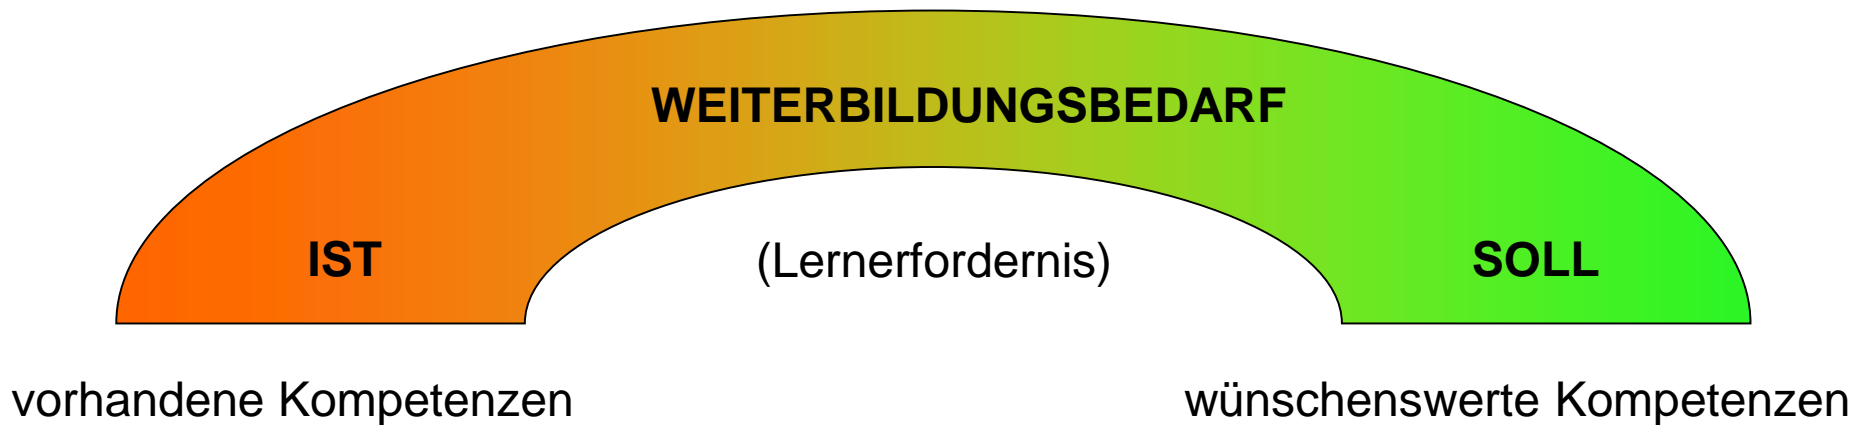 WEITERBILDUNGSBEDARF
IST
(Lernerfordernis)
SOLL
vorhandene Kompetenzen
wünschenswerte Kompetenzen